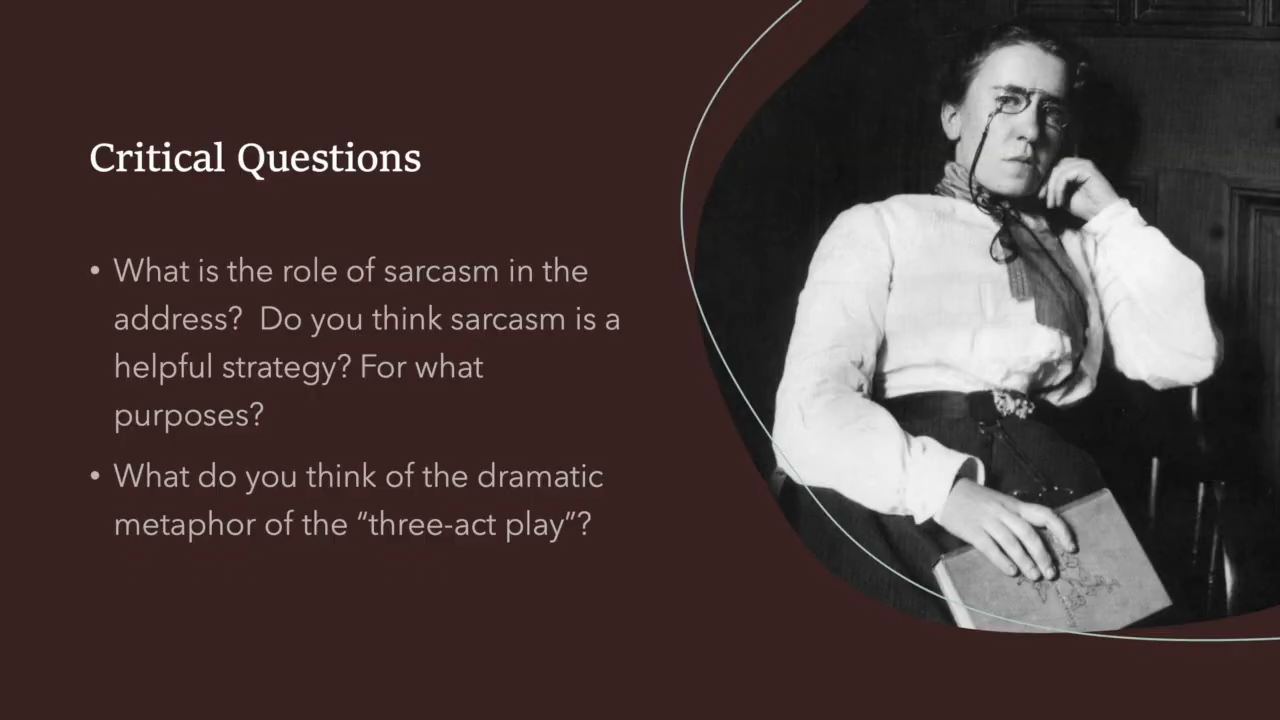 Critical Questions
• What is the role of sarcasm in the
address?  Do you think sarcasm is a
helpful strategy? For what
purposes?
• What do you think of the dramatic
metaphor of the “three-act play”?